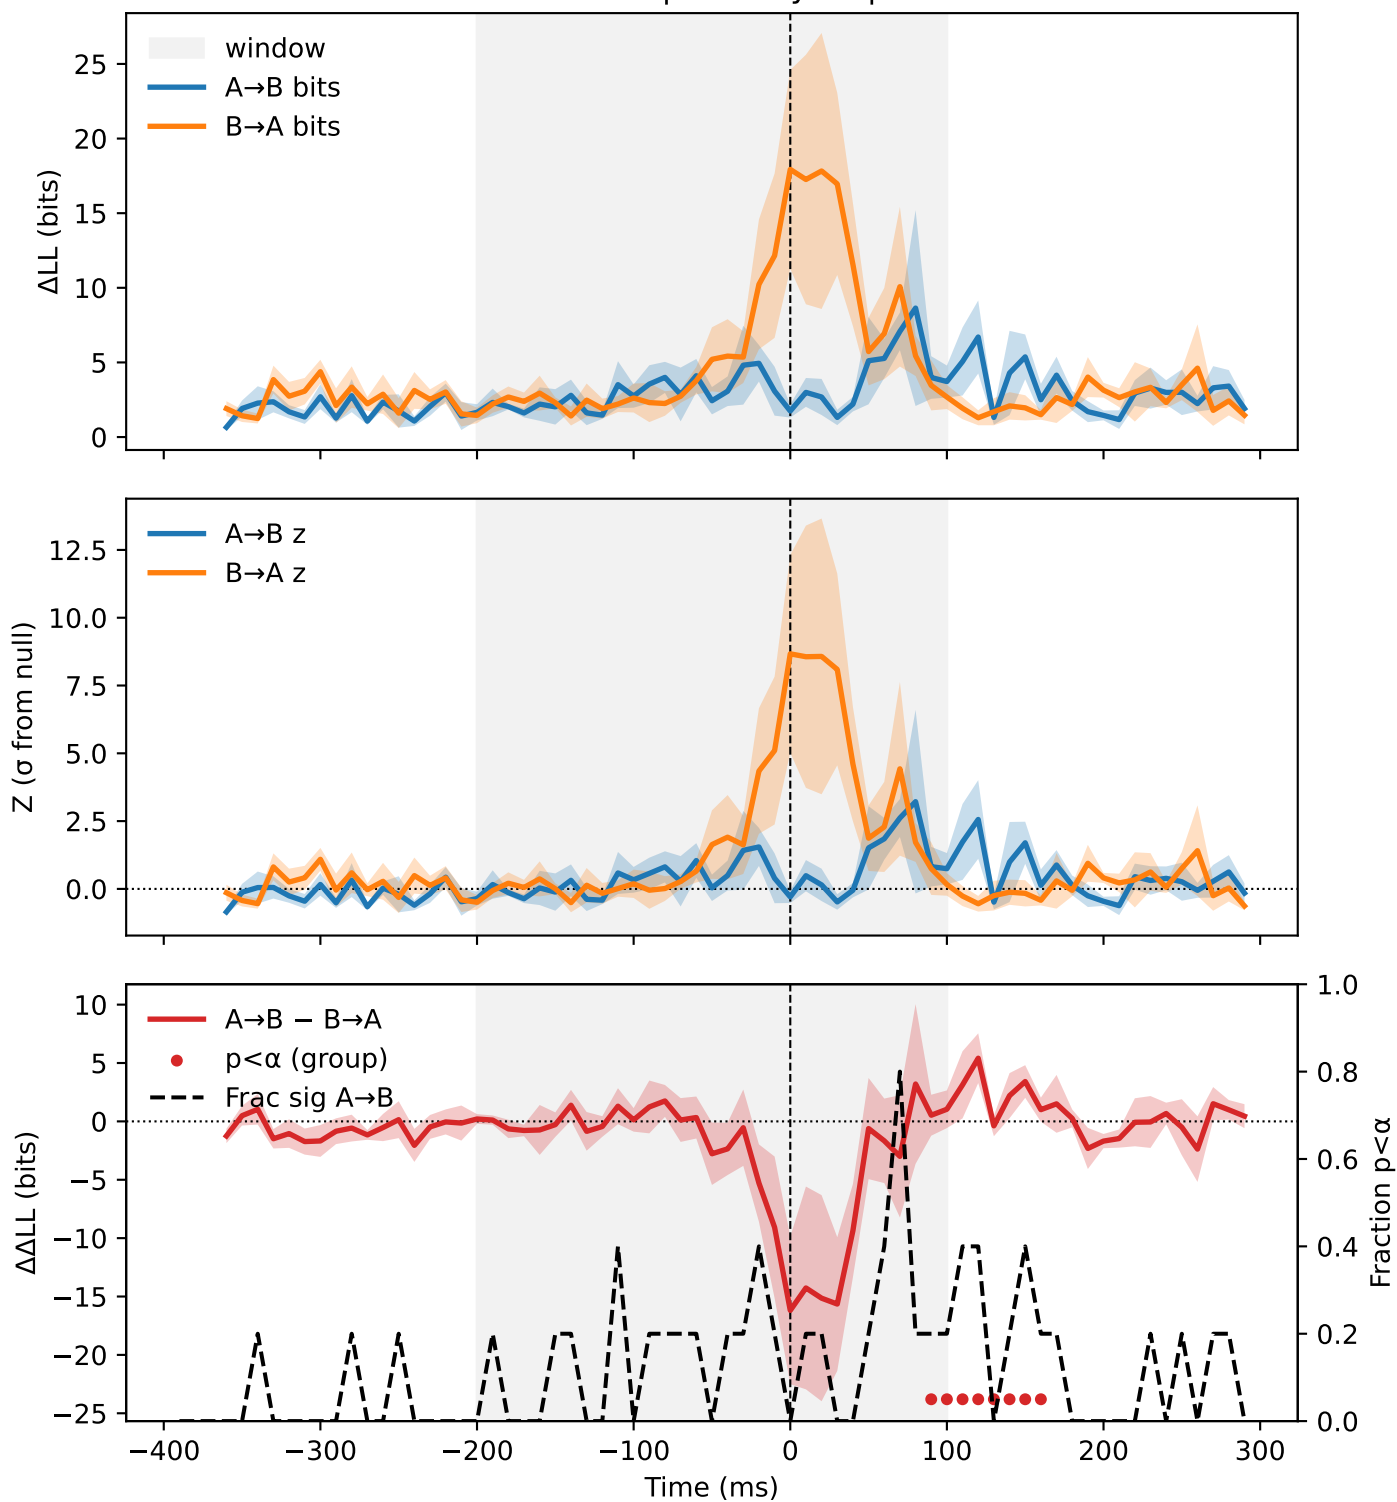 window
A→B bits
B→A bits
ΔLL (bits)
25
20
15
10
5
0
A→B z
B→A z
Z (σ from null)
12.5
10.0
7.5
5.0
2.5
0.0
A→B − B→A
p<α (group)
Frac sig A→B
ΔΔLL (bits)
10
5
0
−5
−10
−15
−20
−25
1.0
0.8
0.6
0.4
0.2
0.0
Fraction p<α
−400
−300
−200
−100
0
100
200
300
Time (ms)